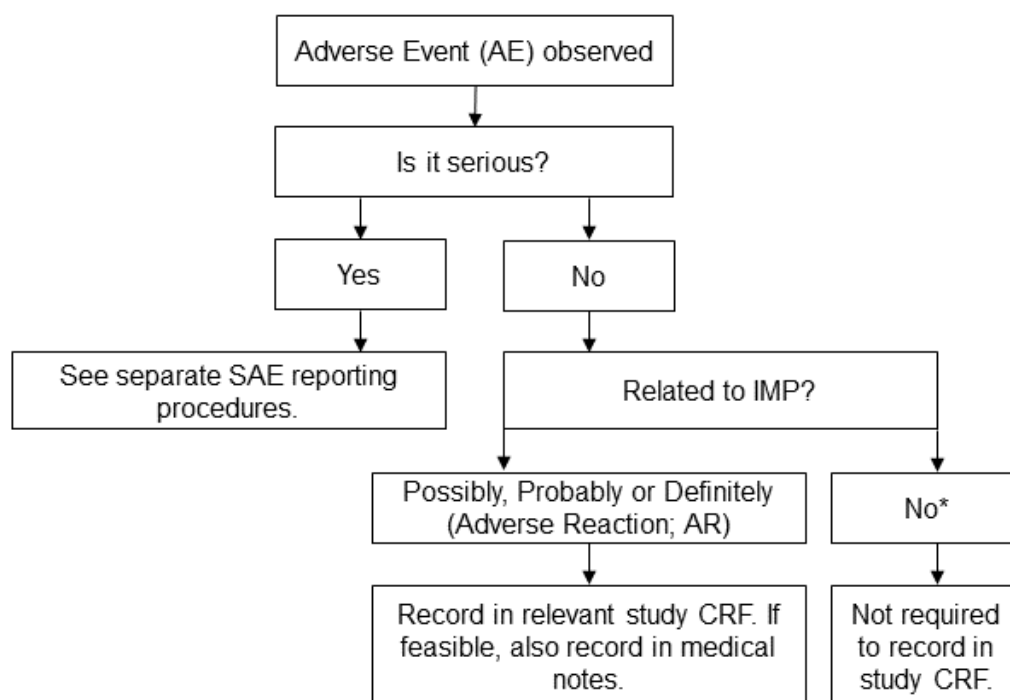 Adverse Event (AE) observed
Is it serious?
Yes
No
See separate SAE reporting
procedures.
Related to IMP?
Possibly, Probably or Definitely
(Adverse Reaction; AR)
No*
Record in relevant study CRF. If
feasible, also record in medical
notes.
Not required
to record in
study CRF.